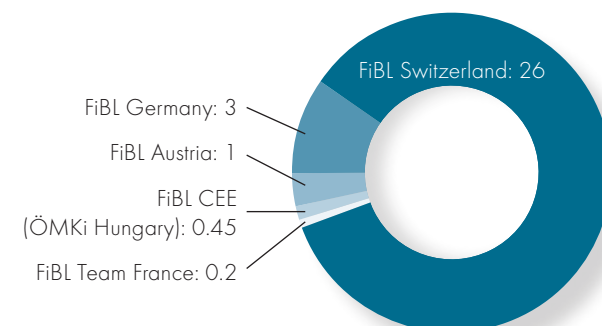 FiBL Switzerland: 26
FiBL Germany: 3
FiBL Austria: 1
FiBL CEE
(ÖMKi Hungary): 0.45
FiBL Team France: 0.2